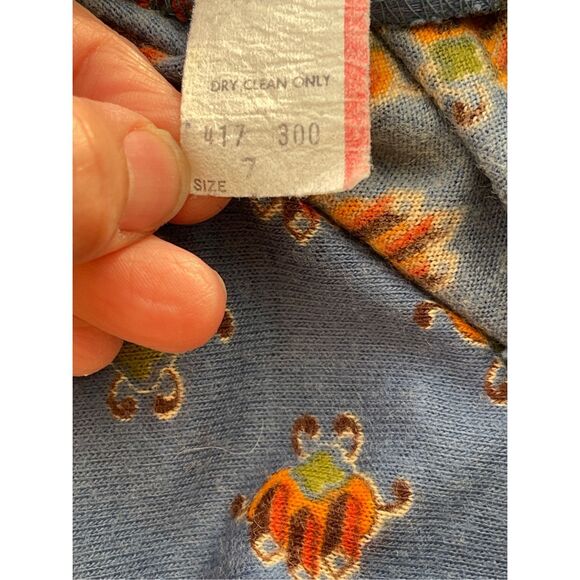 DRY CLEAN ONLY
417 300
7
SIZE